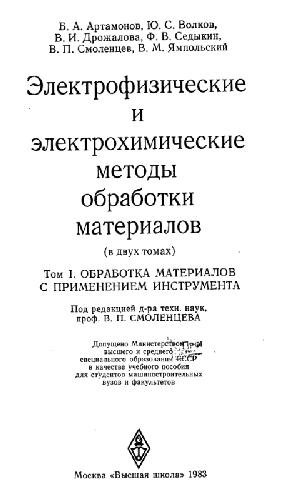 Б. А. Артамонов, Ю. С. Волков,
В. И. Дрожалова, Ф. В. Седыкин,
В. П. Смоленцев, В. М. Ямпольский
Электрофизические
и
электрохимические
методы
обработки
материалов
(в двух томах)
Том I. ОБРАБОТКА МАТЕРИАЛОВ
С ПРИМЕНЕНИЕМ ИНСТРУМЕНТА
Под редакцией д-ра техн. наук,
проф. В. П. СМОЛЕНЦЕВА
Допущено Министерством
высшего и среднего
специального образования СССР
в качестве учебного пособия
для студентов машиностроительных
вузов и факультетов
Москва «Высшая школа» 1983